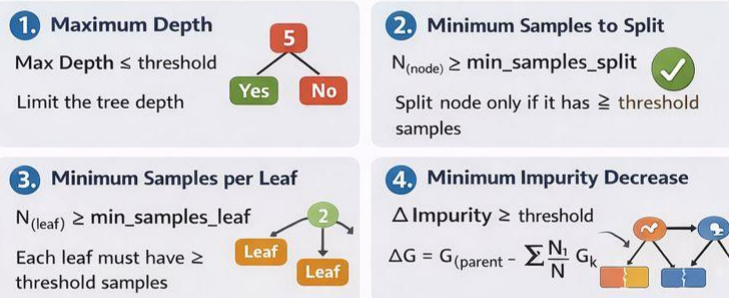 1. Maximum Depth
Max Depth ≤ threshold
Limit the tree depth
5
Yes
No
2. Minimum Samples to Split
N(node) ≥ min_samples_split
Split node only if it has ≧ threshold
samples
3. Minimum Samples per Leaf
N(leaf) ≥ min_samples_leaf
Each leaf must have ≥
threshold samples
2
Leaf
Leaf
4. Minimum Impurity Decrease
Δ Impurity ≥ threshold
ΔG = G(parent - Σ N₁/N Gk